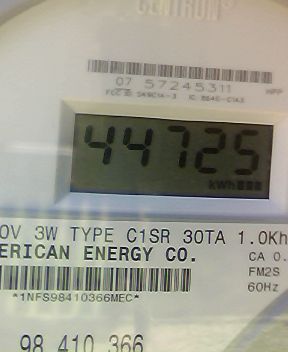 CENTRON®
07 57245311
HPP
44725
kWh
0V 3W TYPE C1SR 30TA 1.0Kh
ERICAN ENERGY CO.
CA 0.
FM2S
60Hz
*1NFS98410366MEC*
98 410 366